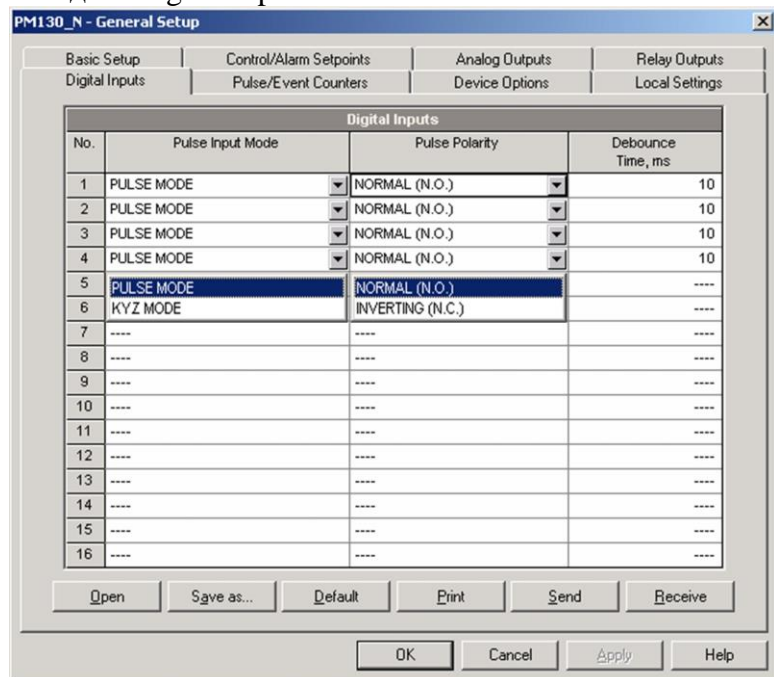 PM130_N - General Setup
Basic Setup Control/Alarm Setpoints Analog Outputs Relay Outputs
Digital Inputs Pulse/Event Counters Device Options Local Settings
Digital Inputs
No. Pulse Input Mode Pulse Polarity Debounce Time, ms
1 PULSE MODE NORMAL (N.O.) 10
2 PULSE MODE NORMAL (N.O.) 10
3 PULSE MODE NORMAL (N.O.) 10
4 PULSE MODE NORMAL (N.O.) 10
5 PULSE MODE NORMAL (N.O.) ----
6 KYZ MODE INVERTING (N.C.) ----
7 ---- ---- ----
8 ---- ---- ----
9 ---- ---- ----
10 ---- ---- ----
11 ---- ---- ----
12 ---- ---- ----
13 ---- ---- ----
14 ---- ---- ----
15 ---- ---- ----
16 ---- ---- ----
Open Save as... Default Print Send Receive
OK Cancel Apply Help